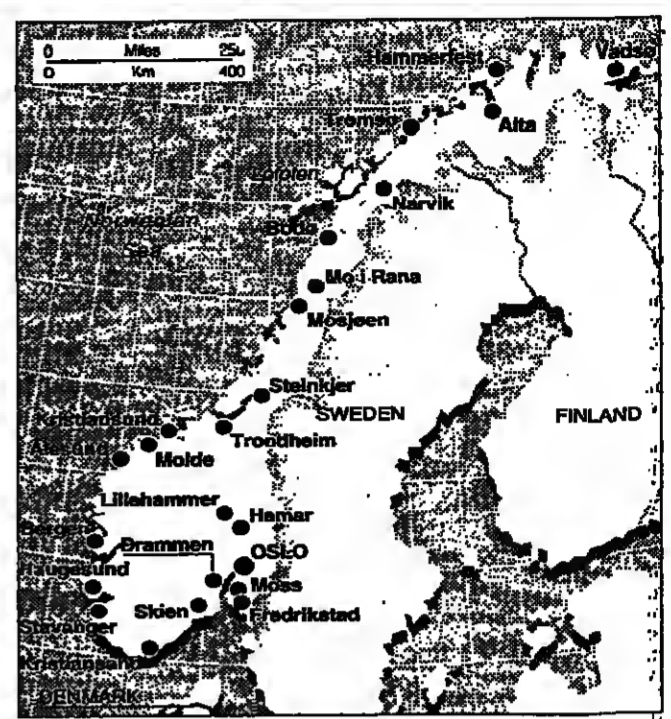 0 Miles 250
0 Km 400
Hammerfest
Vadsø
Tromsø
Alta
Lofoten
Narvik
Norwegian
Sea
Bodø
Mo i Rana
Mosjøen
Steinkjer
SWEDEN
FINLAND
Kristiansund
Trondheim
Ålesund
Molde
Lillehammer
Hamar
Bergen
Drammen
OSLO
Haugesund
Moss
Skien
Fredrikstad
Stavanger
Kristiansand
DENMARK